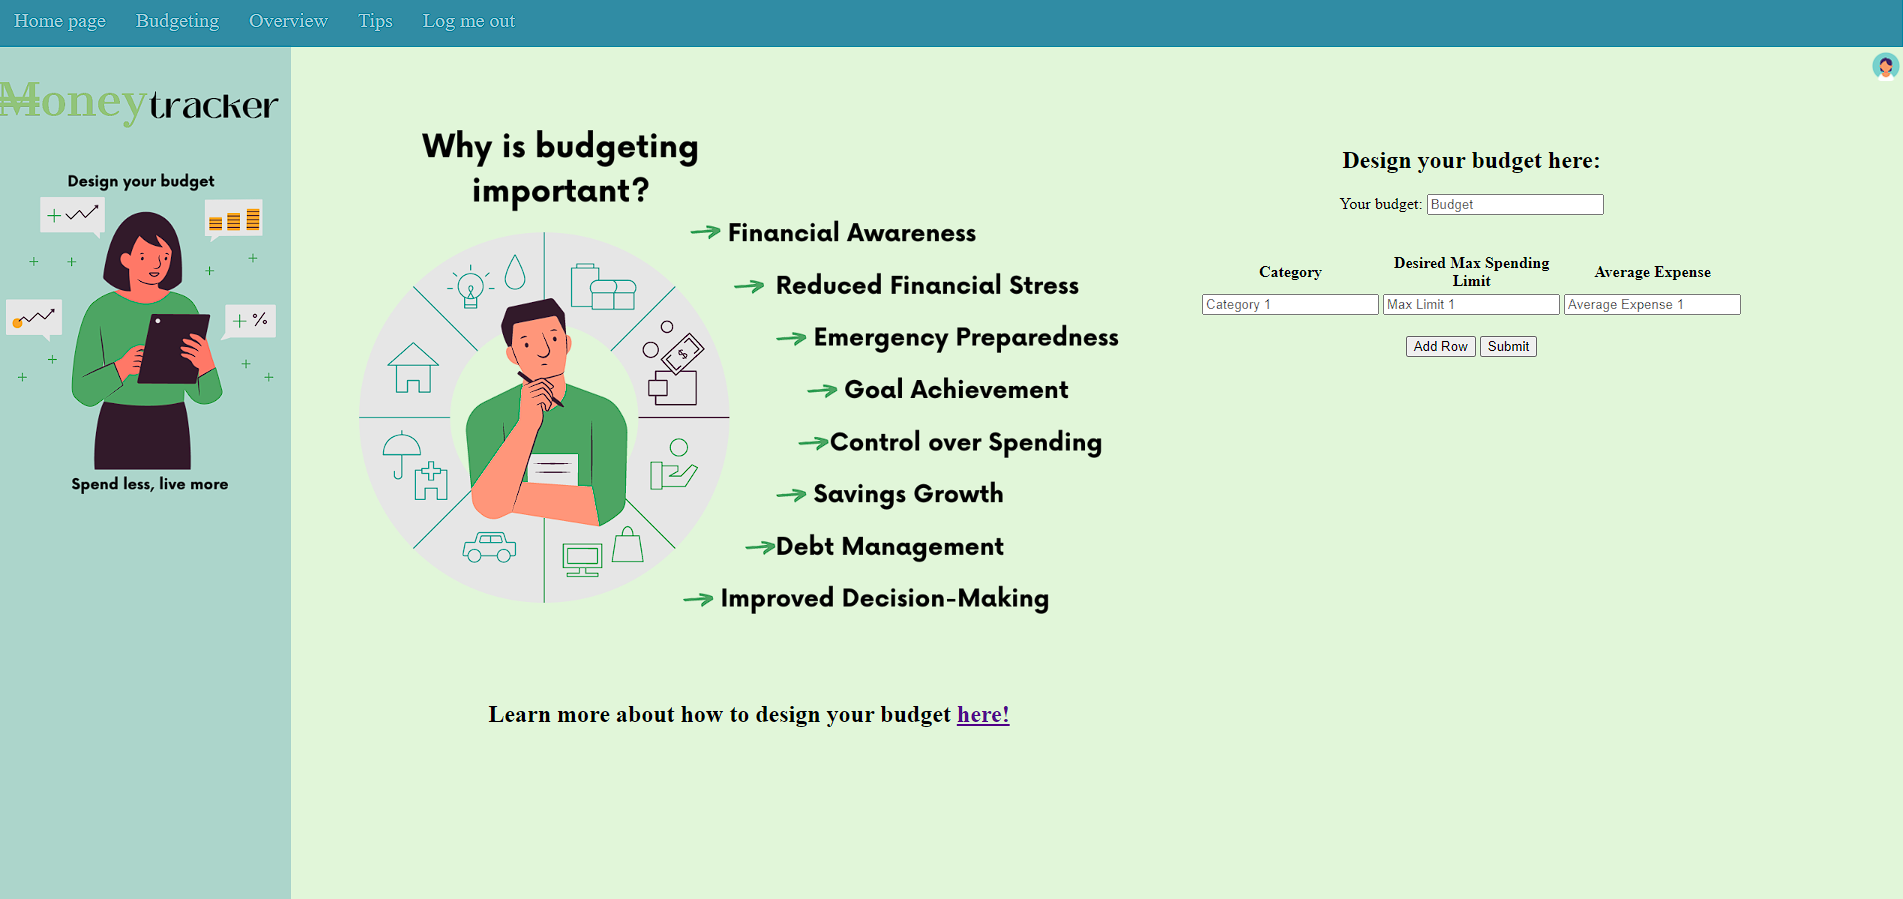 Home page Budgeting Overview Tips Log me out
Moneytracker
Design your budget
+ %
Spend less, live more
Why is budgeting
important?
Financial Awareness
Reduced Financial Stress
Emergency Preparedness
Goal Achievement
Control over Spending
Savings Growth
Debt Management
Improved Decision-Making
$
Learn more about how to design your budget here!
Design your budget here:
Your budget: Budget
Category Desired Max Spending Limit Average Expense
Category 1 Max Limit 1 Average Expense 1
Add Row Submit